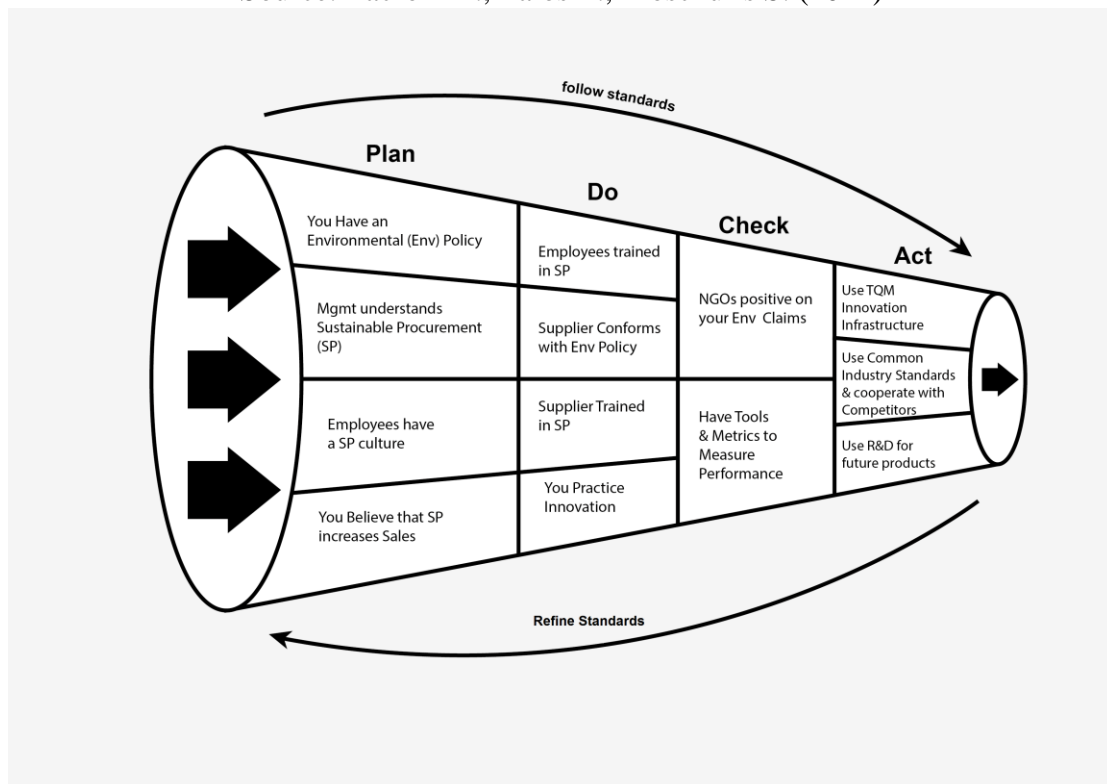 follow standards
Plan
Do
Check
Act
You Have an
Environmental (Env) Policy
Mgmt understands
Sustainable Procurement
(SP)
Employees have
a SP culture
You Believe that SP
increases Sales
Employees trained
in SP
Supplier Conforms
with Env Policy
Supplier Trained
in SP
You Practice
Innovation
NGOs positive on
your Env Claims
Have Tools
& Metrics to
Measure
Performance
Use TQM
Innovation
Infrastructure
Use Common
Industry Standards
& cooperate with
Competitors
Use R&D for
future products
Refine Standards